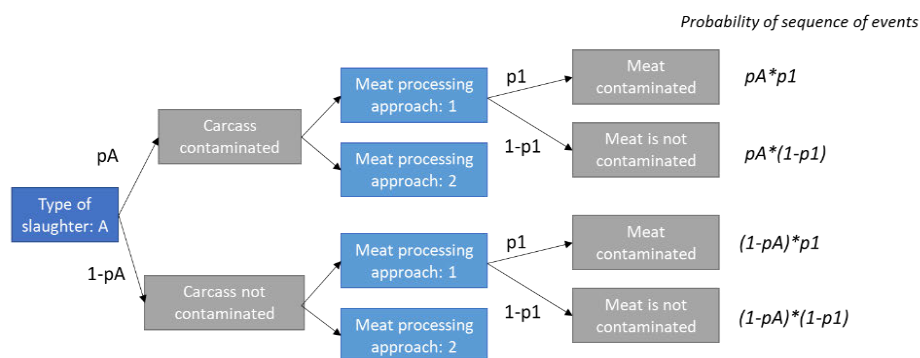 Probability of sequence of events
Meat processing
approach: 1
p1
Meat
contaminated
pA*p1
Carcass
contaminated
pA
1-p1
Meat is not
contaminated
pA*(1-p1)
Meat processing
approach: 2
Type of
slaughter: A
Meat processing
approach: 1
p1
Meat
contaminated
(1-pA)*p1
1-pA
Carcass not
contaminated
1-p1
Meat is not
contaminated
(1-pA)*(1-p1)
Meat processing
approach: 2